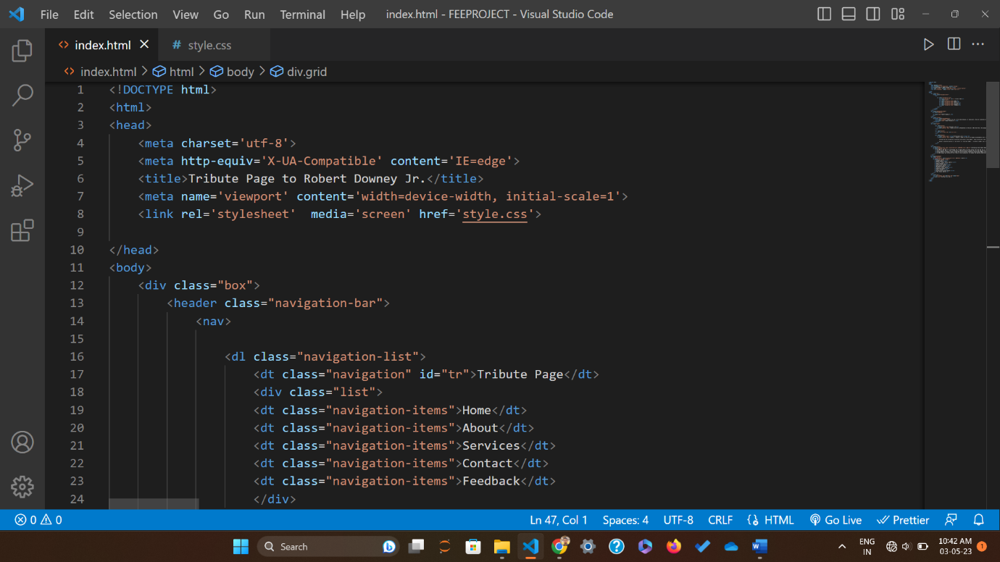 File Edit Selection View Go Run Terminal Help index.html - FEEPROJECT - Visual Studio Code
index.html # style.css
index.html > html > body > div.grid
1 <!DOCTYPE html>
2 <html>
3 <head>
4 <meta charset='utf-8'>
5 <meta http-equiv='X-UA-Compatible' content='IE=edge'>
6 <title>Tribute Page to Robert Downey Jr.</title>
7 <meta name='viewport' content='width=device-width, initial-scale=1'>
8 <link rel='stylesheet'  media='screen' href='style.css'>
9
10 </head>
11 <body>
12 <div class="box">
13 <header class="navigation-bar">
14 <nav>
15
16 <dl class="navigation-list">
17 <dt class="navigation" id="tr">Tribute Page</dt>
18 <div class="list">
19 <dt class="navigation-items">Home</dt>
20 <dt class="navigation-items">About</dt>
21 <dt class="navigation-items">Services</dt>
22 <dt class="navigation-items">Contact</dt>
23 <dt class="navigation-items">Feedback</dt>
24 </div>
0 0 Ln 47, Col 1 Spaces: 4 UTF-8 CRLF HTML Go Live Prettier
Search ENG IN 10:42 AM 03-05-23 1